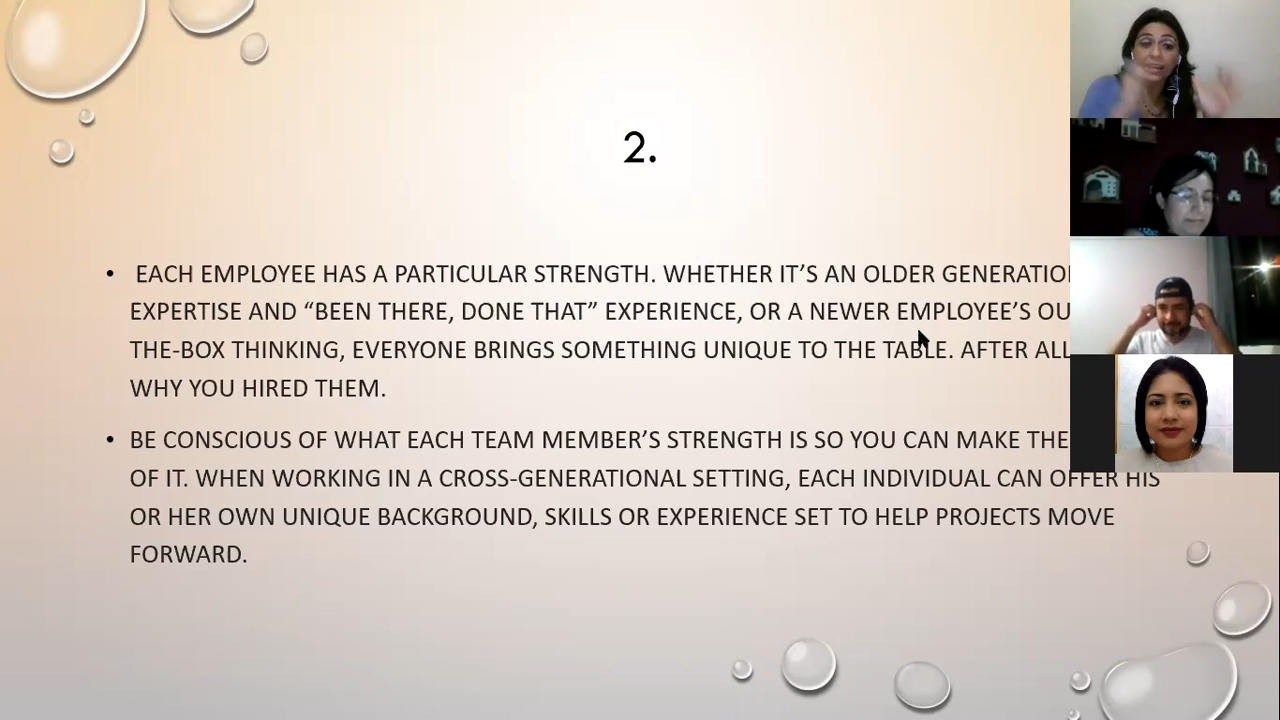 2.
• EACH EMPLOYEE HAS A PARTICULAR STRENGTH. WHETHER IT’S AN OLDER
EXPERTISE AND “BEEN THERE, DONE THAT” EXPERIENCE, OR A NEWER EMPLOYEE’S
THE-BOX THINKING, EVERYONE BRINGS SOMETHING UNIQUE TO THE TABLE. AFTER ALL
WHY YOU HIRED THEM.
• BE CONSCIOUS OF WHAT EACH TEAM MEMBER’S STRENGTH IS SO YOU CAN MAKE THE
OF IT. WHEN WORKING IN A CROSS-GENERATIONAL SETTING, EACH INDIVIDUAL CAN OFFER HIS
OR HER OWN UNIQUE BACKGROUND, SKILLS OR EXPERIENCE SET TO HELP PROJECTS MOVE
FORWARD.